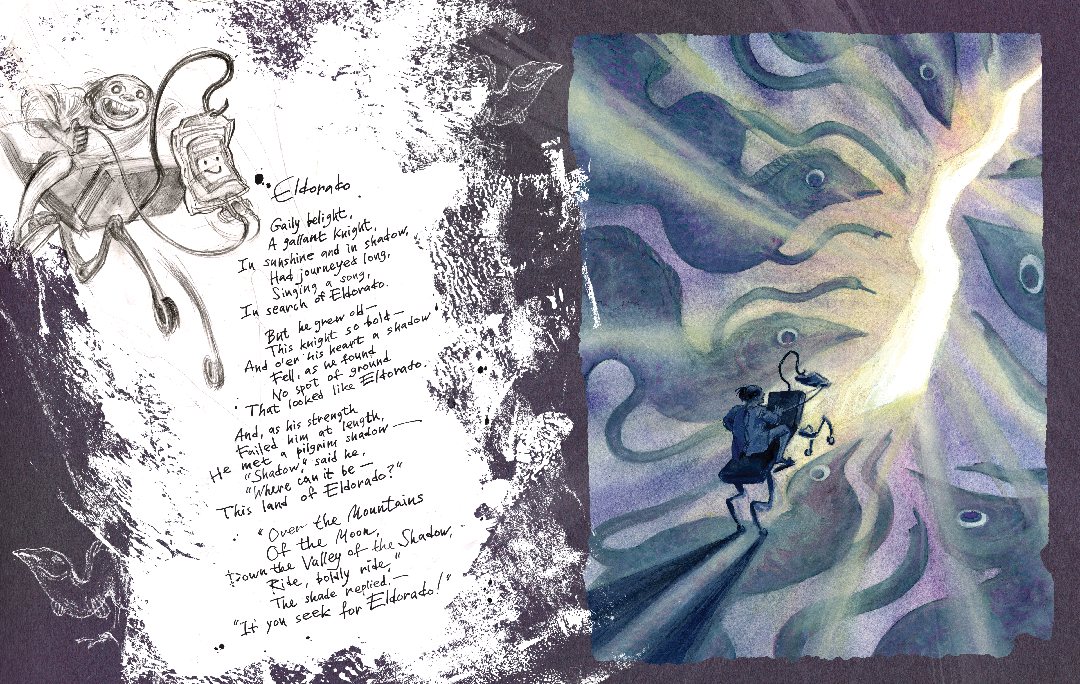 Eldorado
Gaily bedight,
A gallant knight,
In sunshine and in shadow,
Had journeyed long,
Singing a song,
In search of Eldorado.
But he grew old—
This knight so bold—
And o'er his heart a shadow
Fell, as he found
No spot of ground
That looked like Eldorado.
And, as his strength
Failed him at length,
He met a pilgrim shadow—
"Shadow," said he,
"Where can it be—
This land of Eldorado?"
"Over the Mountains
Of the Moon,
Down the Valley of the Shadow,
Ride, boldly ride,"
The shade replied,—
"If you seek for Eldorado!"